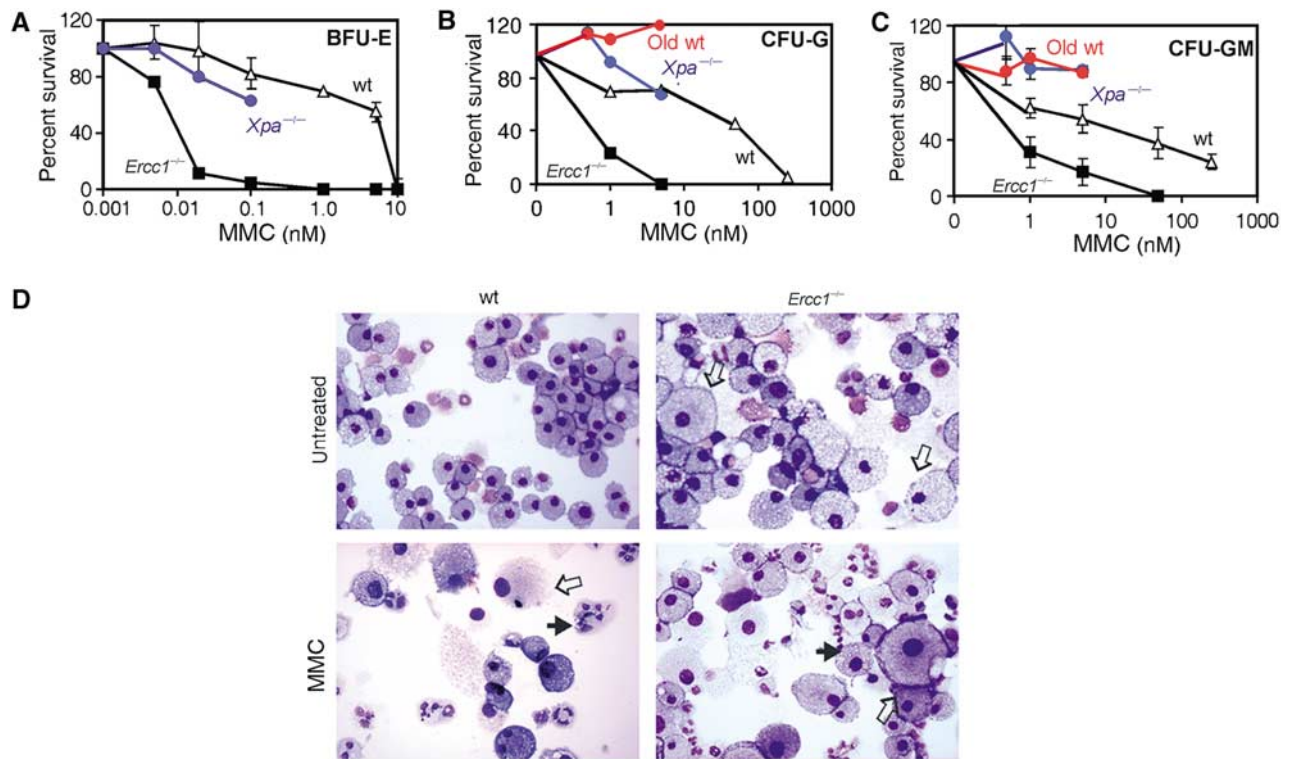 A
BFU-E
Percent survival
120
80
40
0
wt
Xpa−/−
Ercc1−/−
0.001 0.01 0.1 1.0 10
MMC (nM)
B
CFU-G
Percent survival
120
80
40
0
Old wt
Xpa−/−
wt
Ercc1−/−
0 1 10 100 1000
MMC (nM)
C
CFU-GM
Percent survival
120
80
40
0
Old wt
Xpa−/−
wt
Ercc1−/−
0 1 10 100 1000
MMC (nM)
D
wt Ercc1−/−
Untreated
MMC